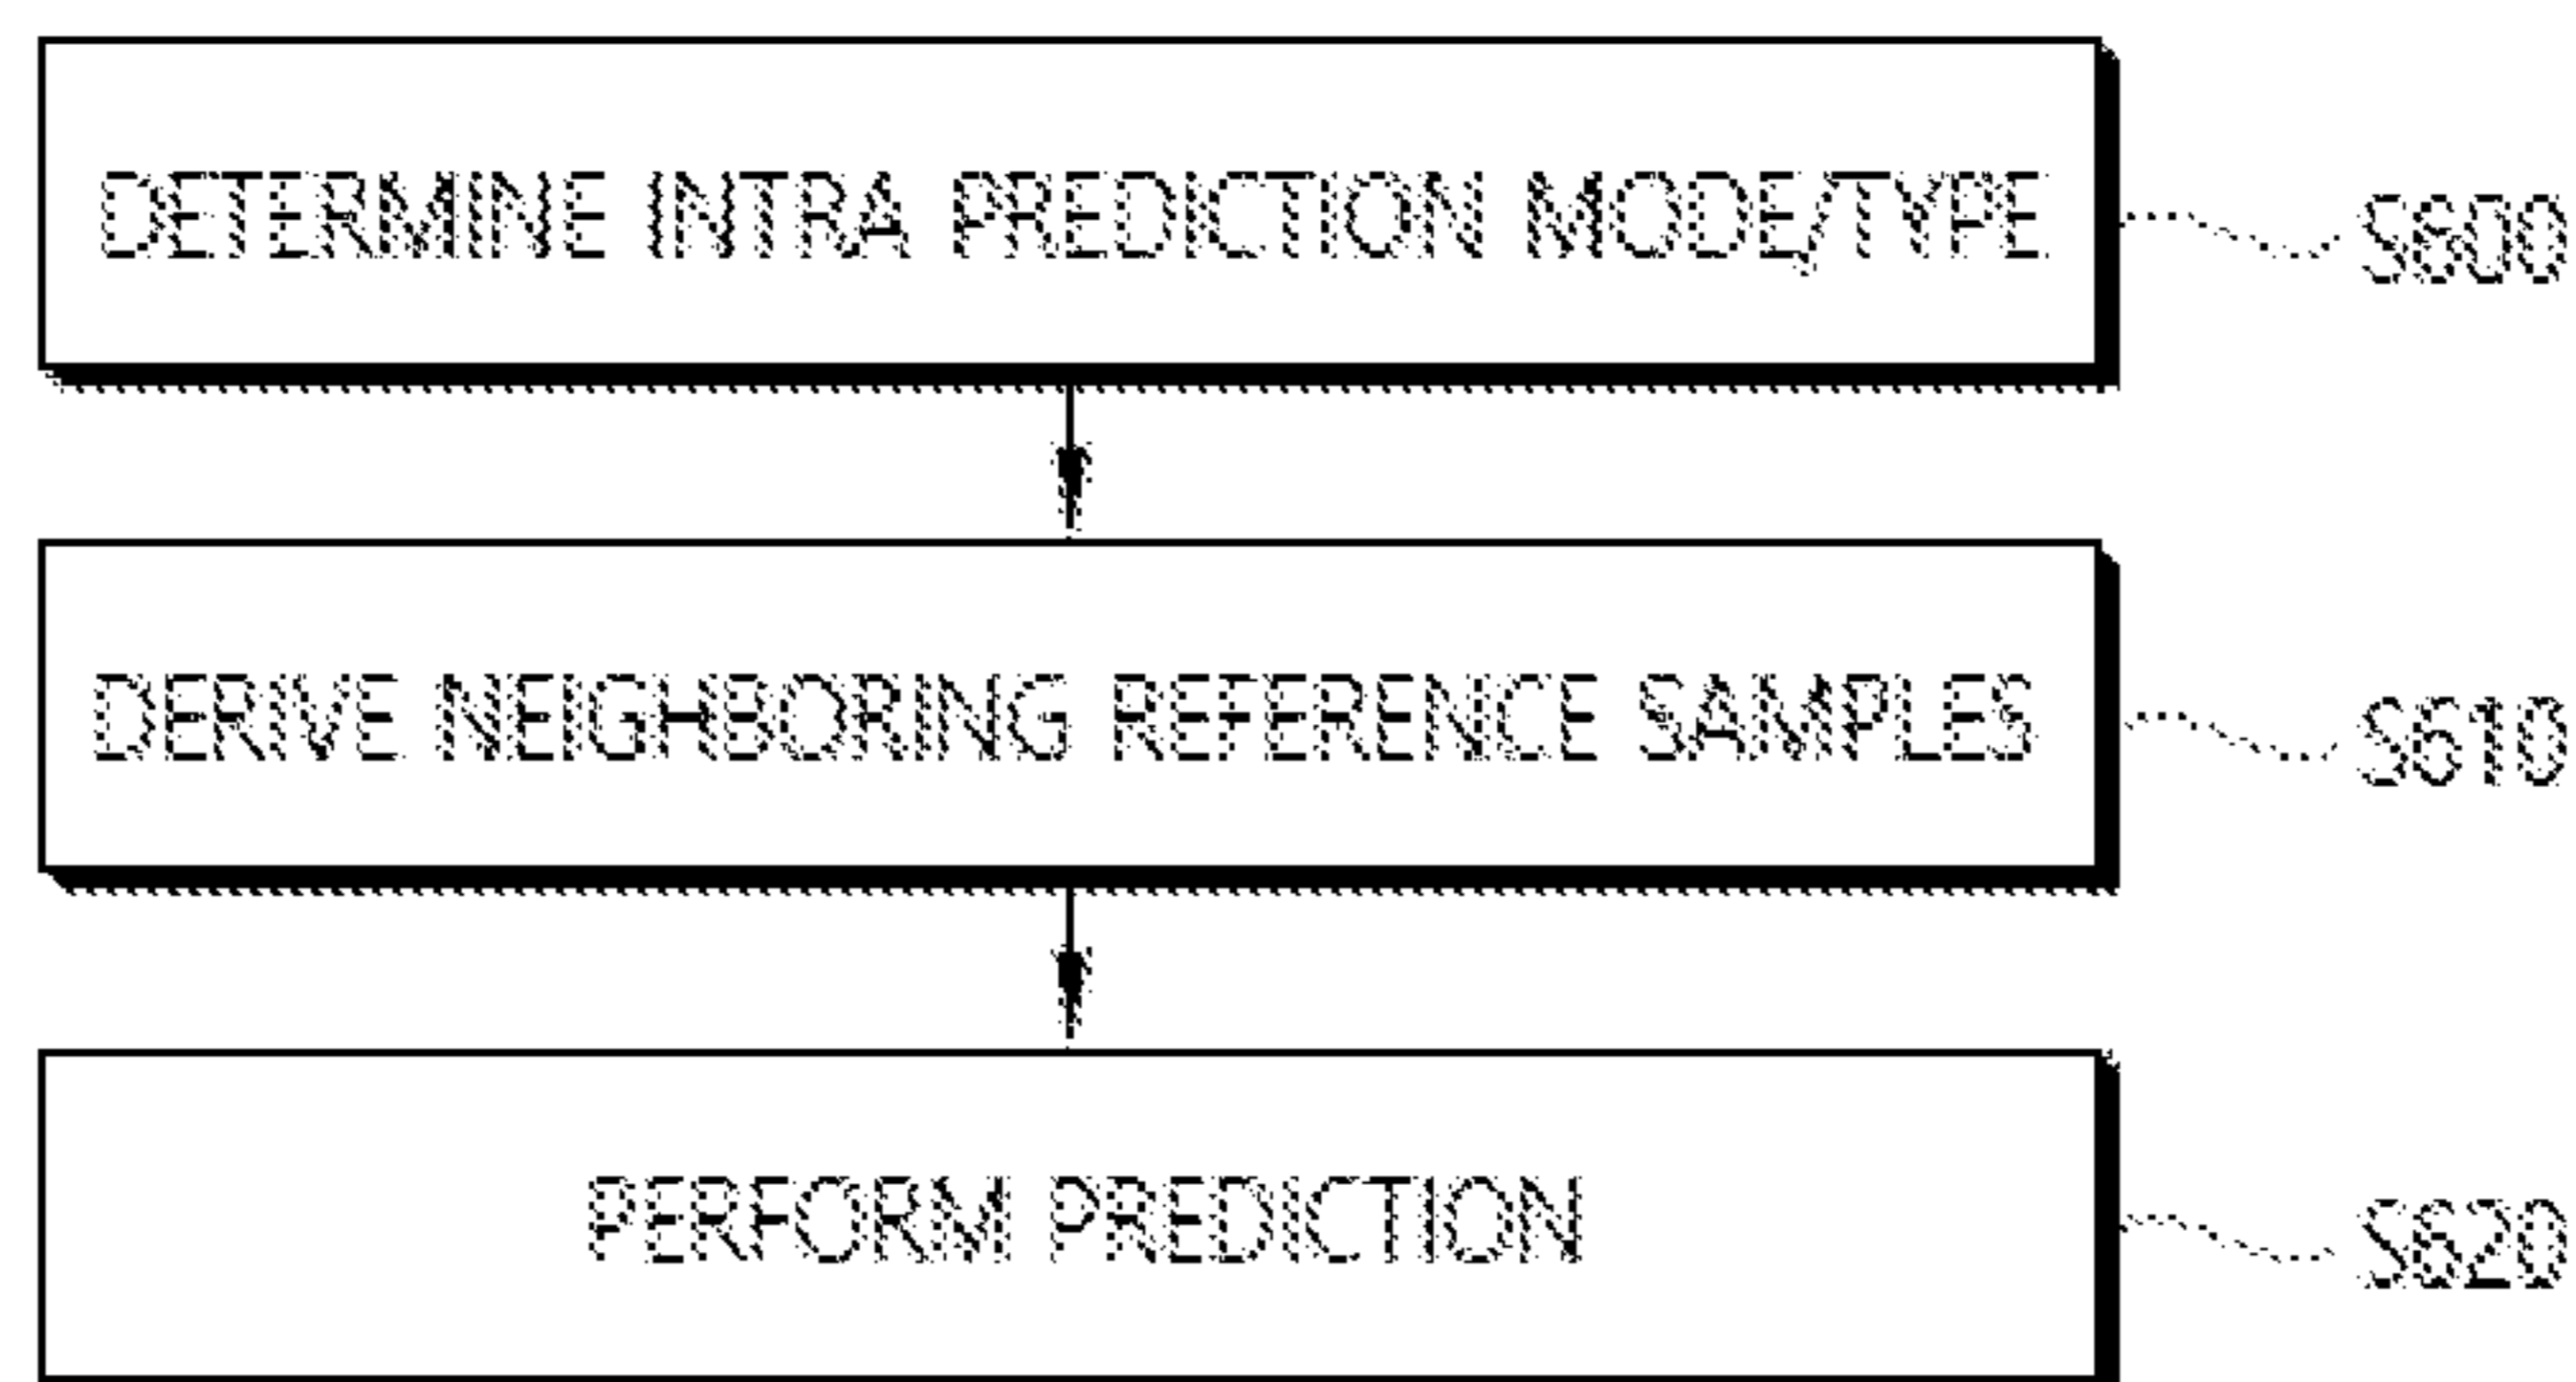 DETERMINE INTRA PREDICTION MODE/TYPE S600
DERIVE NEIGHBORING REFERENCE SAMPLES S610
PERFORM PREDICTION S620